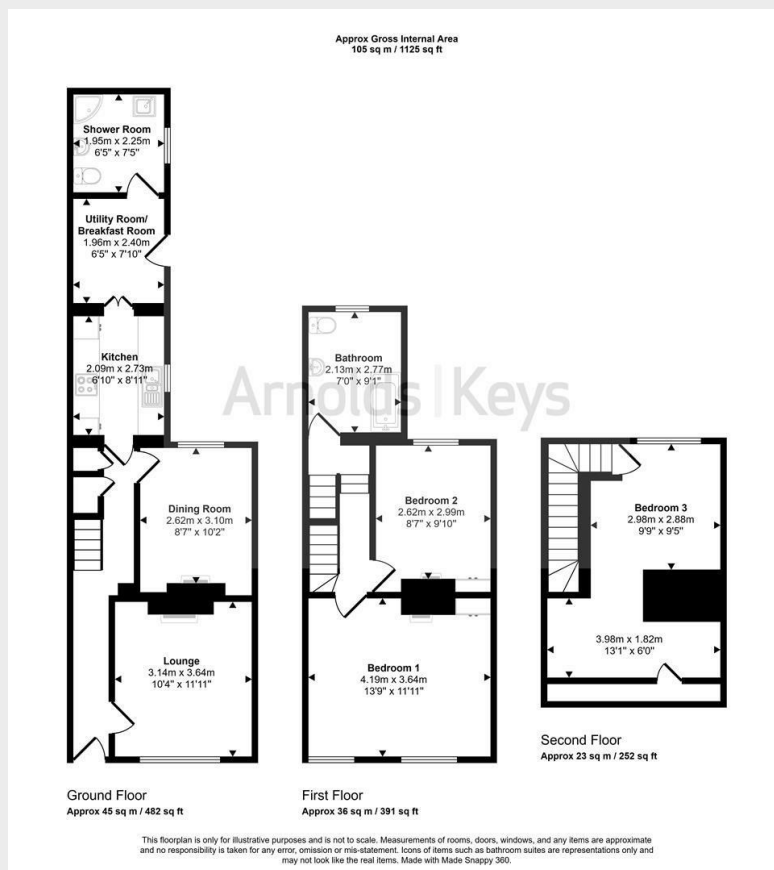 Approx Gross Internal Area
105 sq m / 1125 sq ft
Shower Room
1.95m x 2.25m
6'5" x 7'5"
Utility Room/
Breakfast Room
1.96m x 2.40m
6'5" x 7'10"
Kitchen
2.09m x 2.73m
6'10" x 8'11"
Dining Room
2.62m x 3.10m
8'7" x 10'2"
Lounge
3.14m x 3.64m
10'4" x 11'11"
Ground Floor
Approx 45 sq m / 482 sq ft
Bathroom
2.13m x 2.77m
7'0" x 9'1"
Arnolds | Keys
Bedroom 2
2.62m x 2.99m
8'7" x 9'10"
Bedroom 1
4.19m x 3.64m
13'9" x 11'11"
First Floor
Approx 36 sq m / 391 sq ft
Bedroom 3
2.98m x 2.88m
9'9" x 9'5"
3.98m x 1.82m
13'1" x 6'0"
Second Floor
Approx 23 sq m / 252 sq ft
This floorplan is only for illustrative purposes and is not to scale. Measurements of rooms, doors, windows, and any items are approximate
and no responsibility is taken for any error, omission or mis-statement. Icons of items such as bathroom suites are representations only and
may not look like the real items. Made with Made Snappy 360.